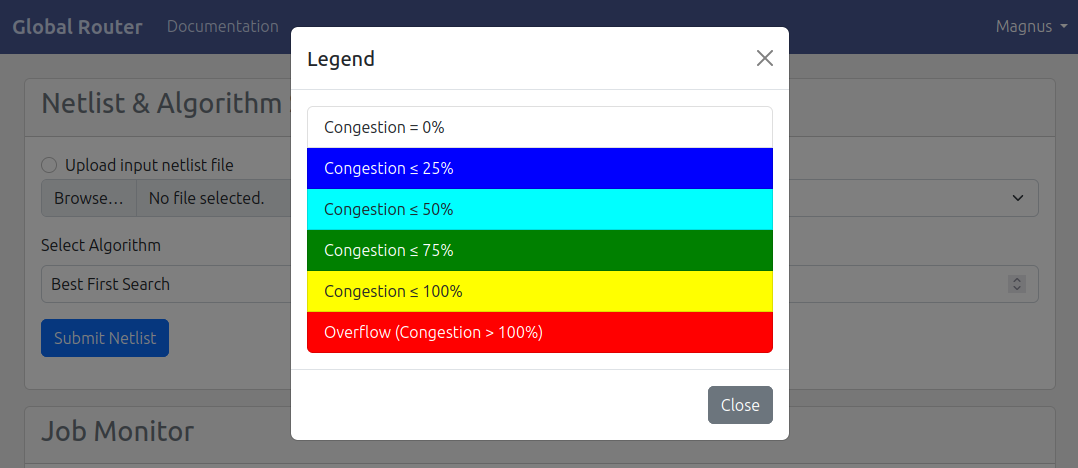 Global Router Documentation Magnus
Legend
Netlist & Algorithm
Congestion = 0%
Upload input netlist file
Congestion ≤ 25%
Browse... No file selected.
Congestion ≤ 50%
Select Algorithm
Congestion ≤ 75%
Best First Search
Congestion ≤ 100%
Submit Netlist
Overflow (Congestion > 100%)
Close
Job Monitor